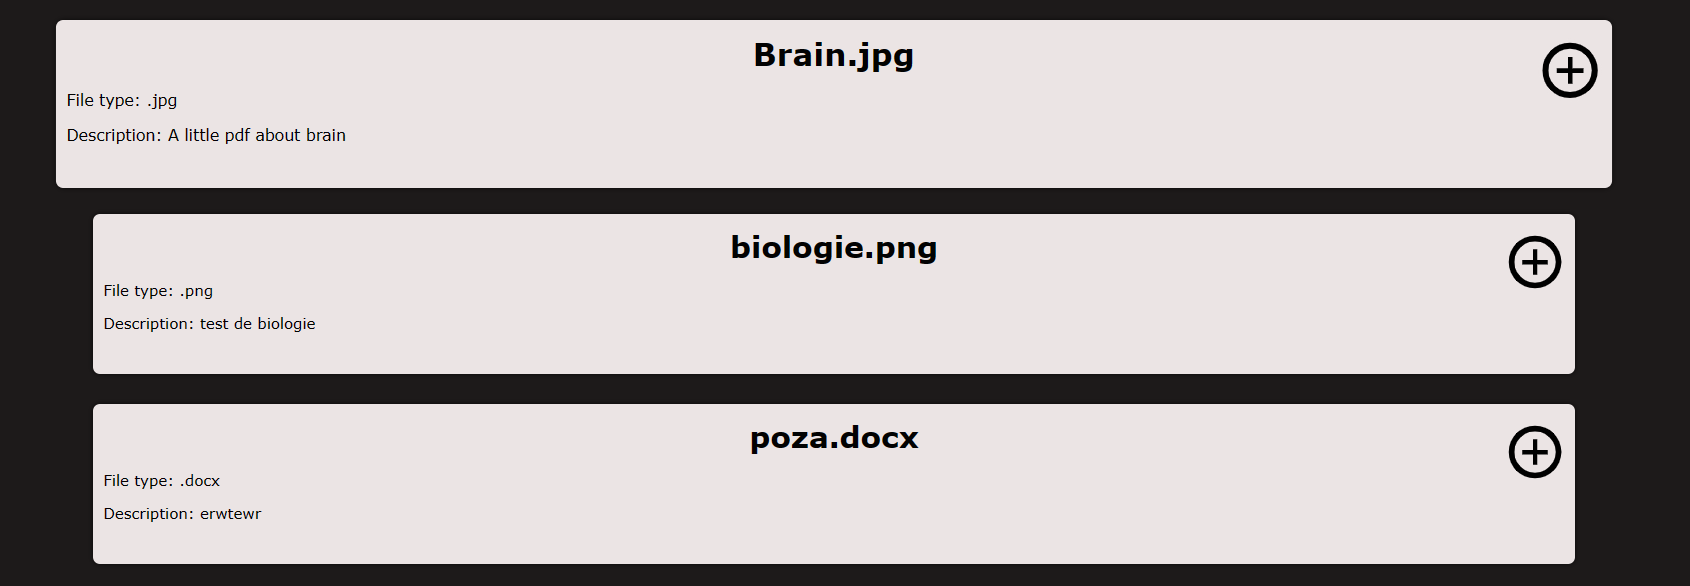 Brain.jpg
File type: .jpg
Description: A little pdf about brain
biologie.png
File type: .png
Description: test de biologie
poza.docx
File type: .docx
Description: erwtewr